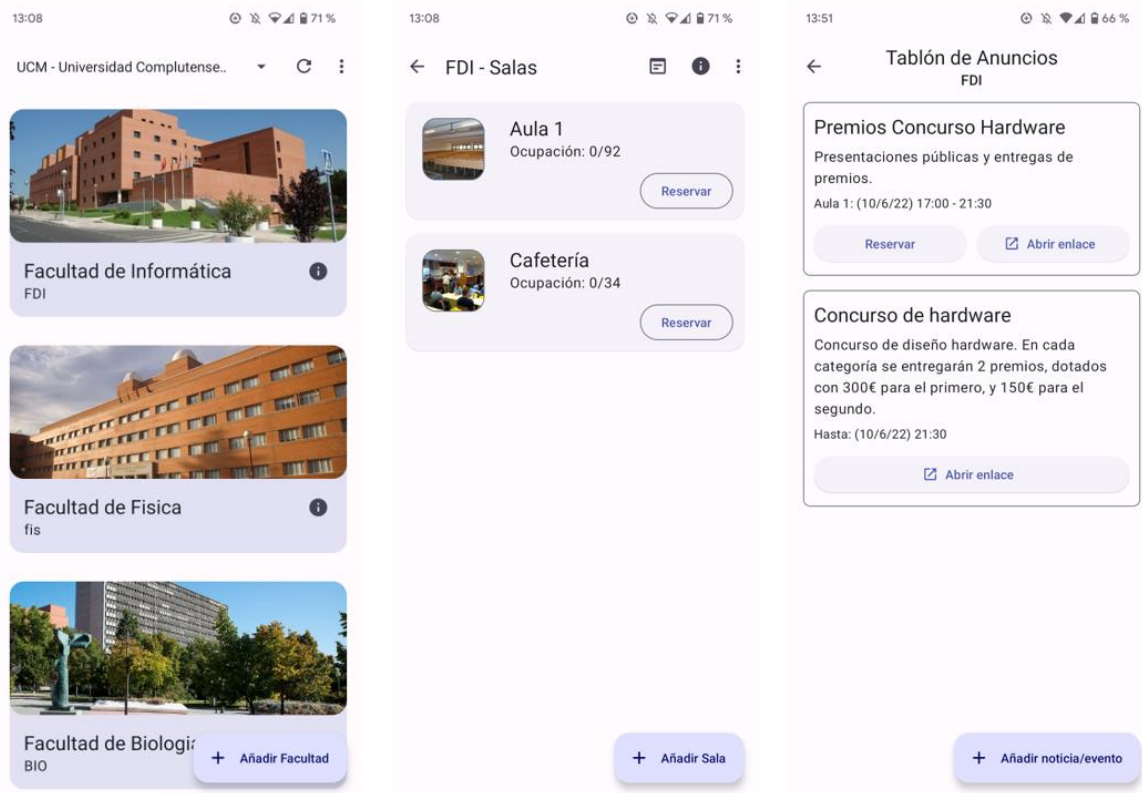 13:08
71 %
UCM - Universidad Complutense..
Facultad de Informática
FDI
Facultad de Fisica
fis
Facultad de Biologi
BIO
+ Añadir Facultad
13:08
71 %
FDI - Salas
Aula 1
Ocupación: 0/92
Reservar
Cafetería
Ocupación: 0/34
Reservar
+ Añadir Sala
13:51
66 %
Tablón de Anuncios
FDI
Premios Concurso Hardware
Presentaciones públicas y entregas de
premios.
Aula 1: (10/6/22) 17:00 - 21:30
Reservar
Abrir enlace
Concurso de hardware
Concurso de diseño hardware. En cada
categoría se entregarán 2 premios, dotados
con 300€ para el primero, y 150€ para el
segundo.
Hasta: (10/6/22) 21:30
Abrir enlace
+ Añadir noticia/evento